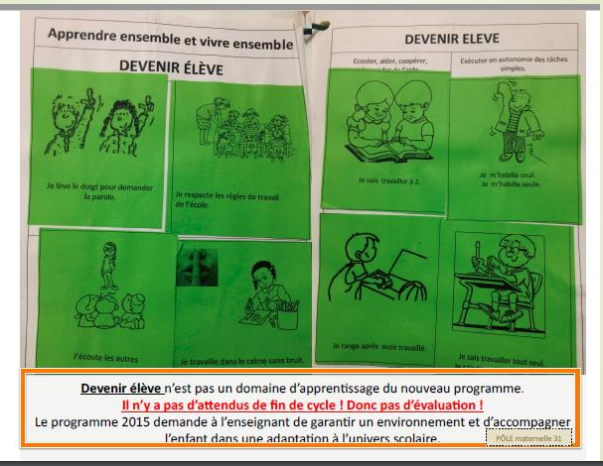 Apprendre ensemble et vivre ensemble
DEVENIR ÉLÈVE
Je lève le doigt pour demander
la parole.
Je respecte les règles du travail
de l'école.
J'écoute les autres
Je travaille dans le calme sans bruit.
DEVENIR ELEVE
Ecouter, aider, coopérer,
Exécuter en autonomie des tâches
simples.
Je sais travailler à 2.
Je m'habille seul.
Je m'habille seule.
Je range après avoir travaillé.
Je sais travailler tout seul.
Devenir élève n'est pas un domaine d'apprentissage du nouveau programme.
Il n'y a pas d'attendus de fin de cycle ! Donc pas d'évaluation !
Le programme 2015 demande à l'enseignant de garantir un environnement et d'accompagner
l'enfant dans une adaptation à l'univers scolaire.
PÔLE maternelle 31